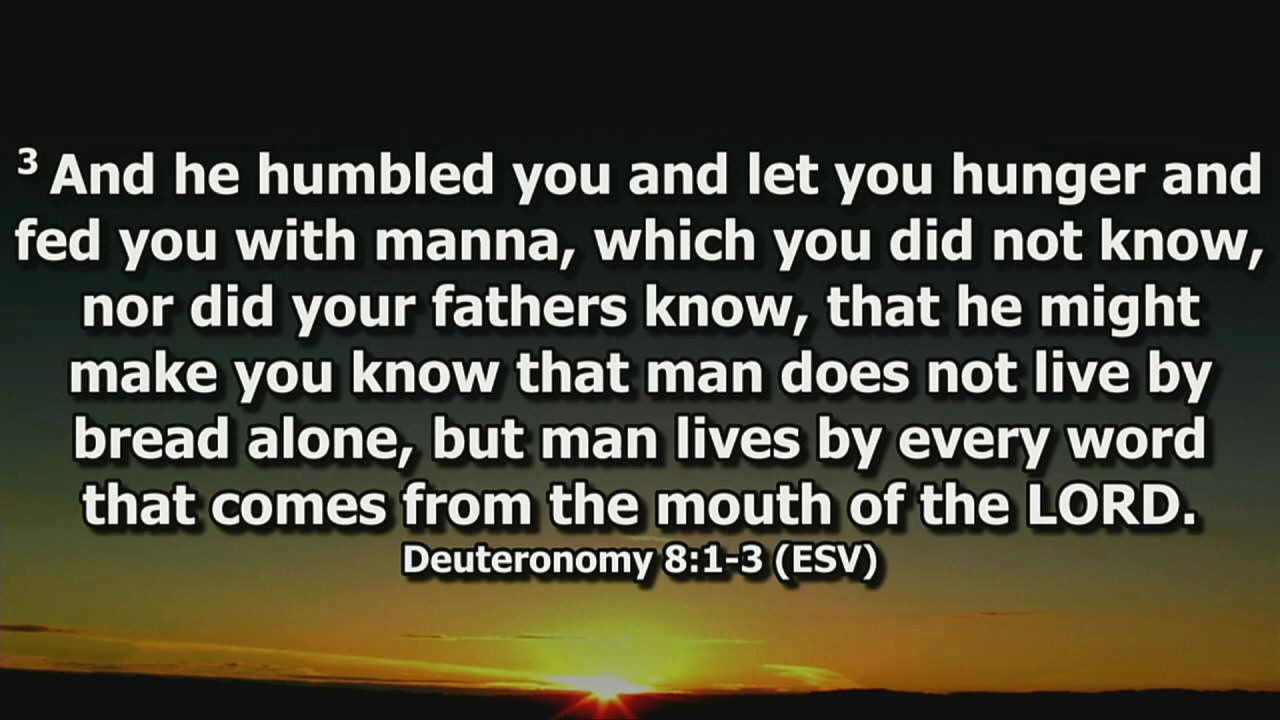 3 And he humbled you and let you hunger and
fed you with manna, which you did not know,
nor did your fathers know, that he might
make you know that man does not live by
bread alone, but man lives by every word
that comes from the mouth of the LORD.
Deuteronomy 8:1-3 (ESV)